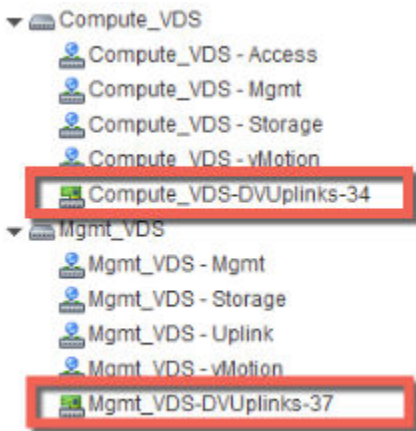 Compute_VDS
Compute_VDS - Access
Compute_VDS - Mgmt
Compute_VDS - Storage
Compute_VDS - vMotion
Compute_VDS-DVUplinks-34
Mgmt_VDS
Mgmt_VDS - Mgmt
Mgmt_VDS - Storage
Mgmt_VDS - Uplink
Mgmt_VDS - vMotion
Mgmt_VDS-DVUplinks-37